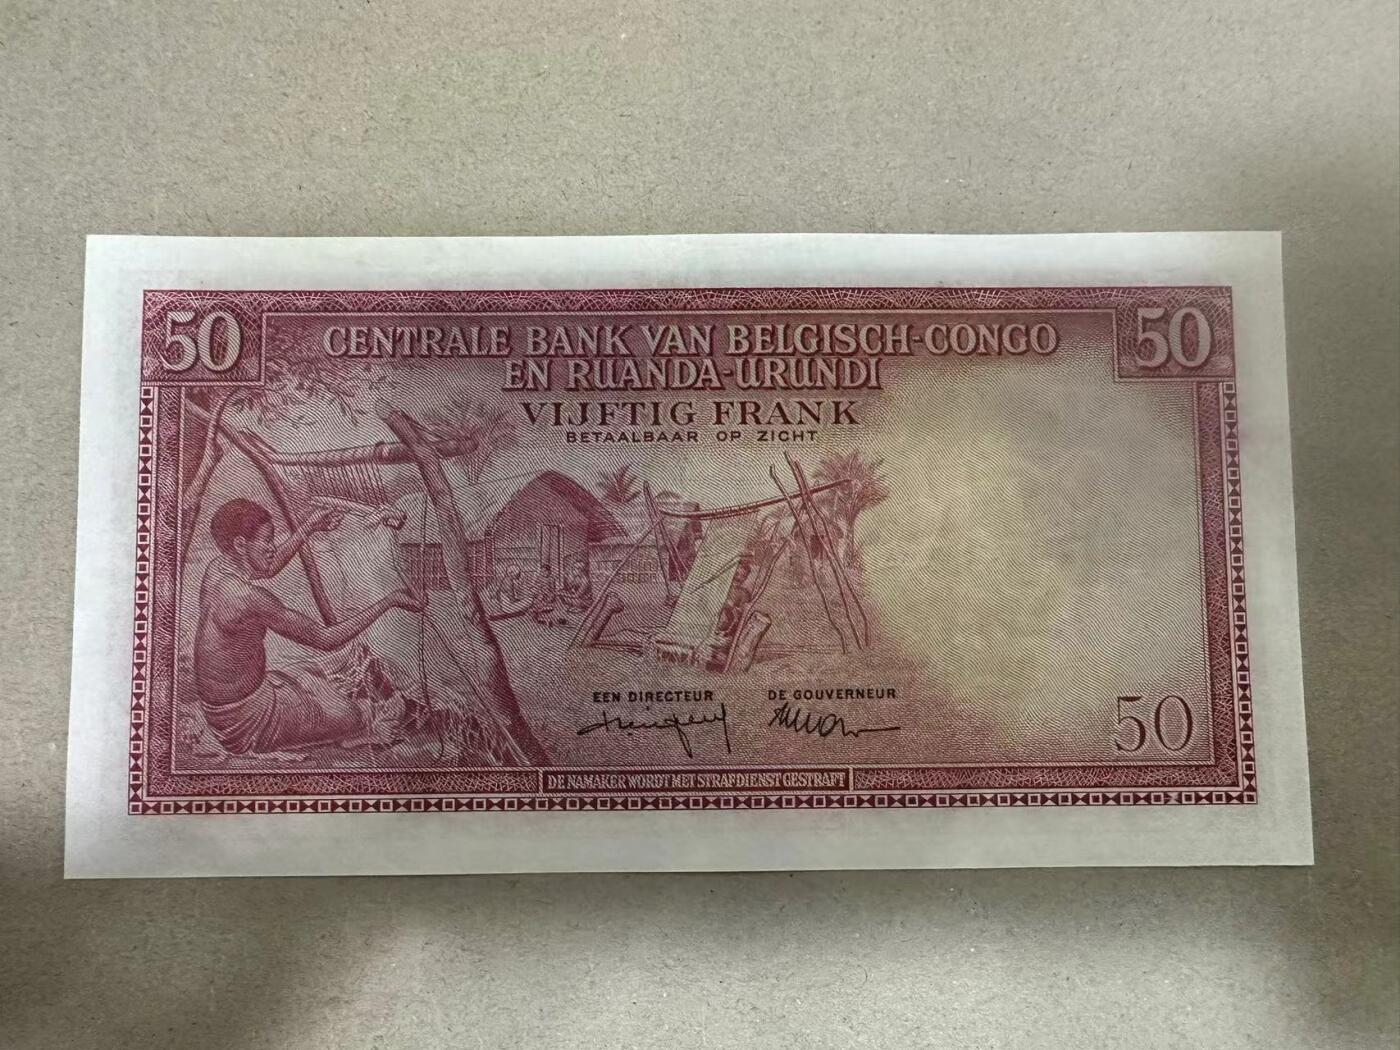 50
50
CENTRALE BANK VAN BELGISCH-CONGO
EN RUANDA-URUNDI
VIJFTIG FRANK
BETAALBAAR OP ZICHT
EEN DIRECTEUR
DE GOUVERNEUR
50
DE NAMAKER WORDT MET STRAFDIENST GESTRAFT